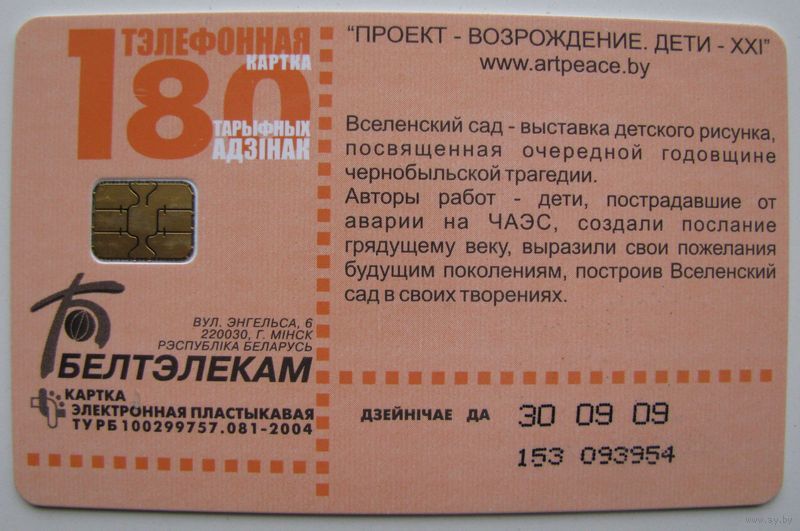 ТЭЛЕФОННАЯ
КАРТКА
180
ТАРЫФНЫХ
АДЗІНАК
"ПРОЕКТ - ВОЗРОЖДЕНИЕ. ДЕТИ - XXI"
www.artpeace.by
Вселенский сад - выставка детского рисунка,
посвященная очередной годовщине
чернобыльской трагедии.
Авторы работ - дети, пострадавшие от
аварии на ЧАЭС, создали послание
грядущему веку, выразили свои пожелания
будущим поколениям, построив Вселенский
сад в своих творениях.
ВУЛ. ЭНГЕЛЬСА, 6
220030, Г. МІНСК
РЭСПУБЛІКА БЕЛАРУСЬ
БЕЛТЭЛЕКАМ
КАРТКА
ЭЛЕКТРОННАЯ ПЛАСТЫКАВАЯ
ТУ РБ 100299757.081-2004
ДЗЕЙНІЧАЕ ДА 30 09 09
153 093954
www.ay.by